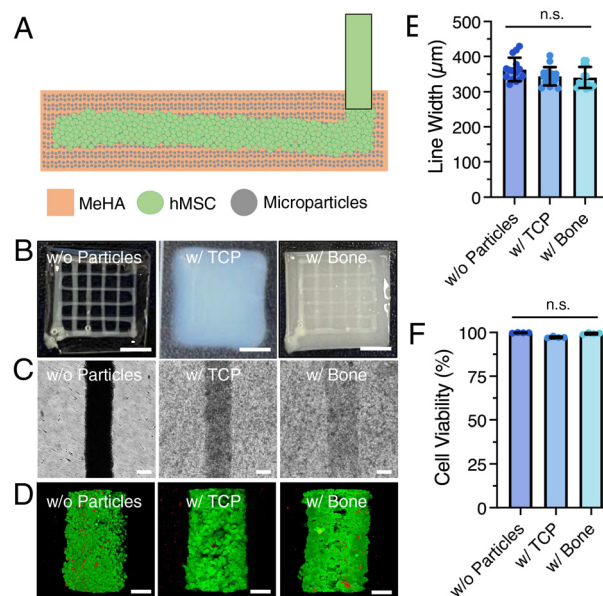 A
MeHA hMSC Microparticles
B
w/o Particles w/ TCP w/ Bone
C
w/o Particles w/ TCP w/ Bone
D
w/o Particles w/ TCP w/ Bone
E
n.s.
Line Width (µm)
500
400
300
200
100
0
w/o Particles w/ TCP w/ Bone
F
n.s.
Cell Viability (%)
100
75
50
25
0
w/o Particles w/ TCP w/ Bone